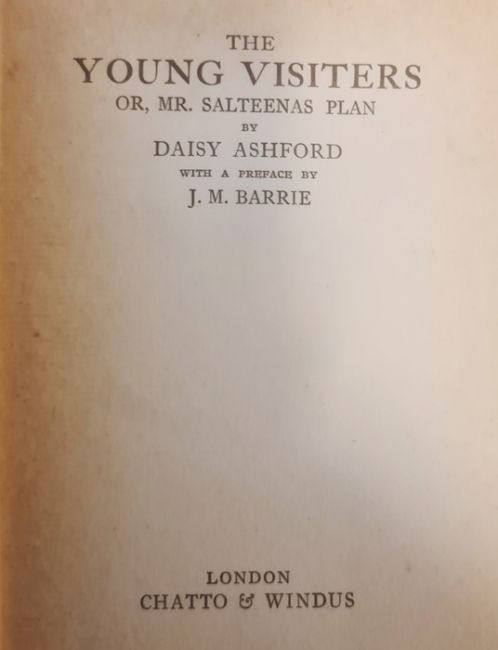 THE
YOUNG VISITERS
OR, MR. SALTEENAS PLAN
BY
DAISY ASHFORD
WITH A PREFACE BY
J. M. BARRIE
LONDON
CHATTO & WINDUS